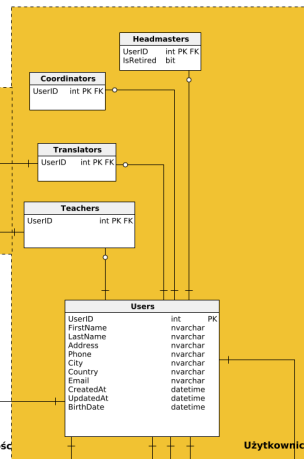 Headmasters
UserID int PK FK
IsRetired bit
Coordinators
UserID int PK FK
Translators
UserID int PK FK
Teachers
UserID int PK FK
Users
UserID int PK
FirstName nvarchar
LastName nvarchar
Address nvarchar
Phone nvarchar
City nvarchar
Country nvarchar
Email nvarchar
CreatedAt datetime
UpdatedAt datetime
BirthDate datetime
ść Użytkownic